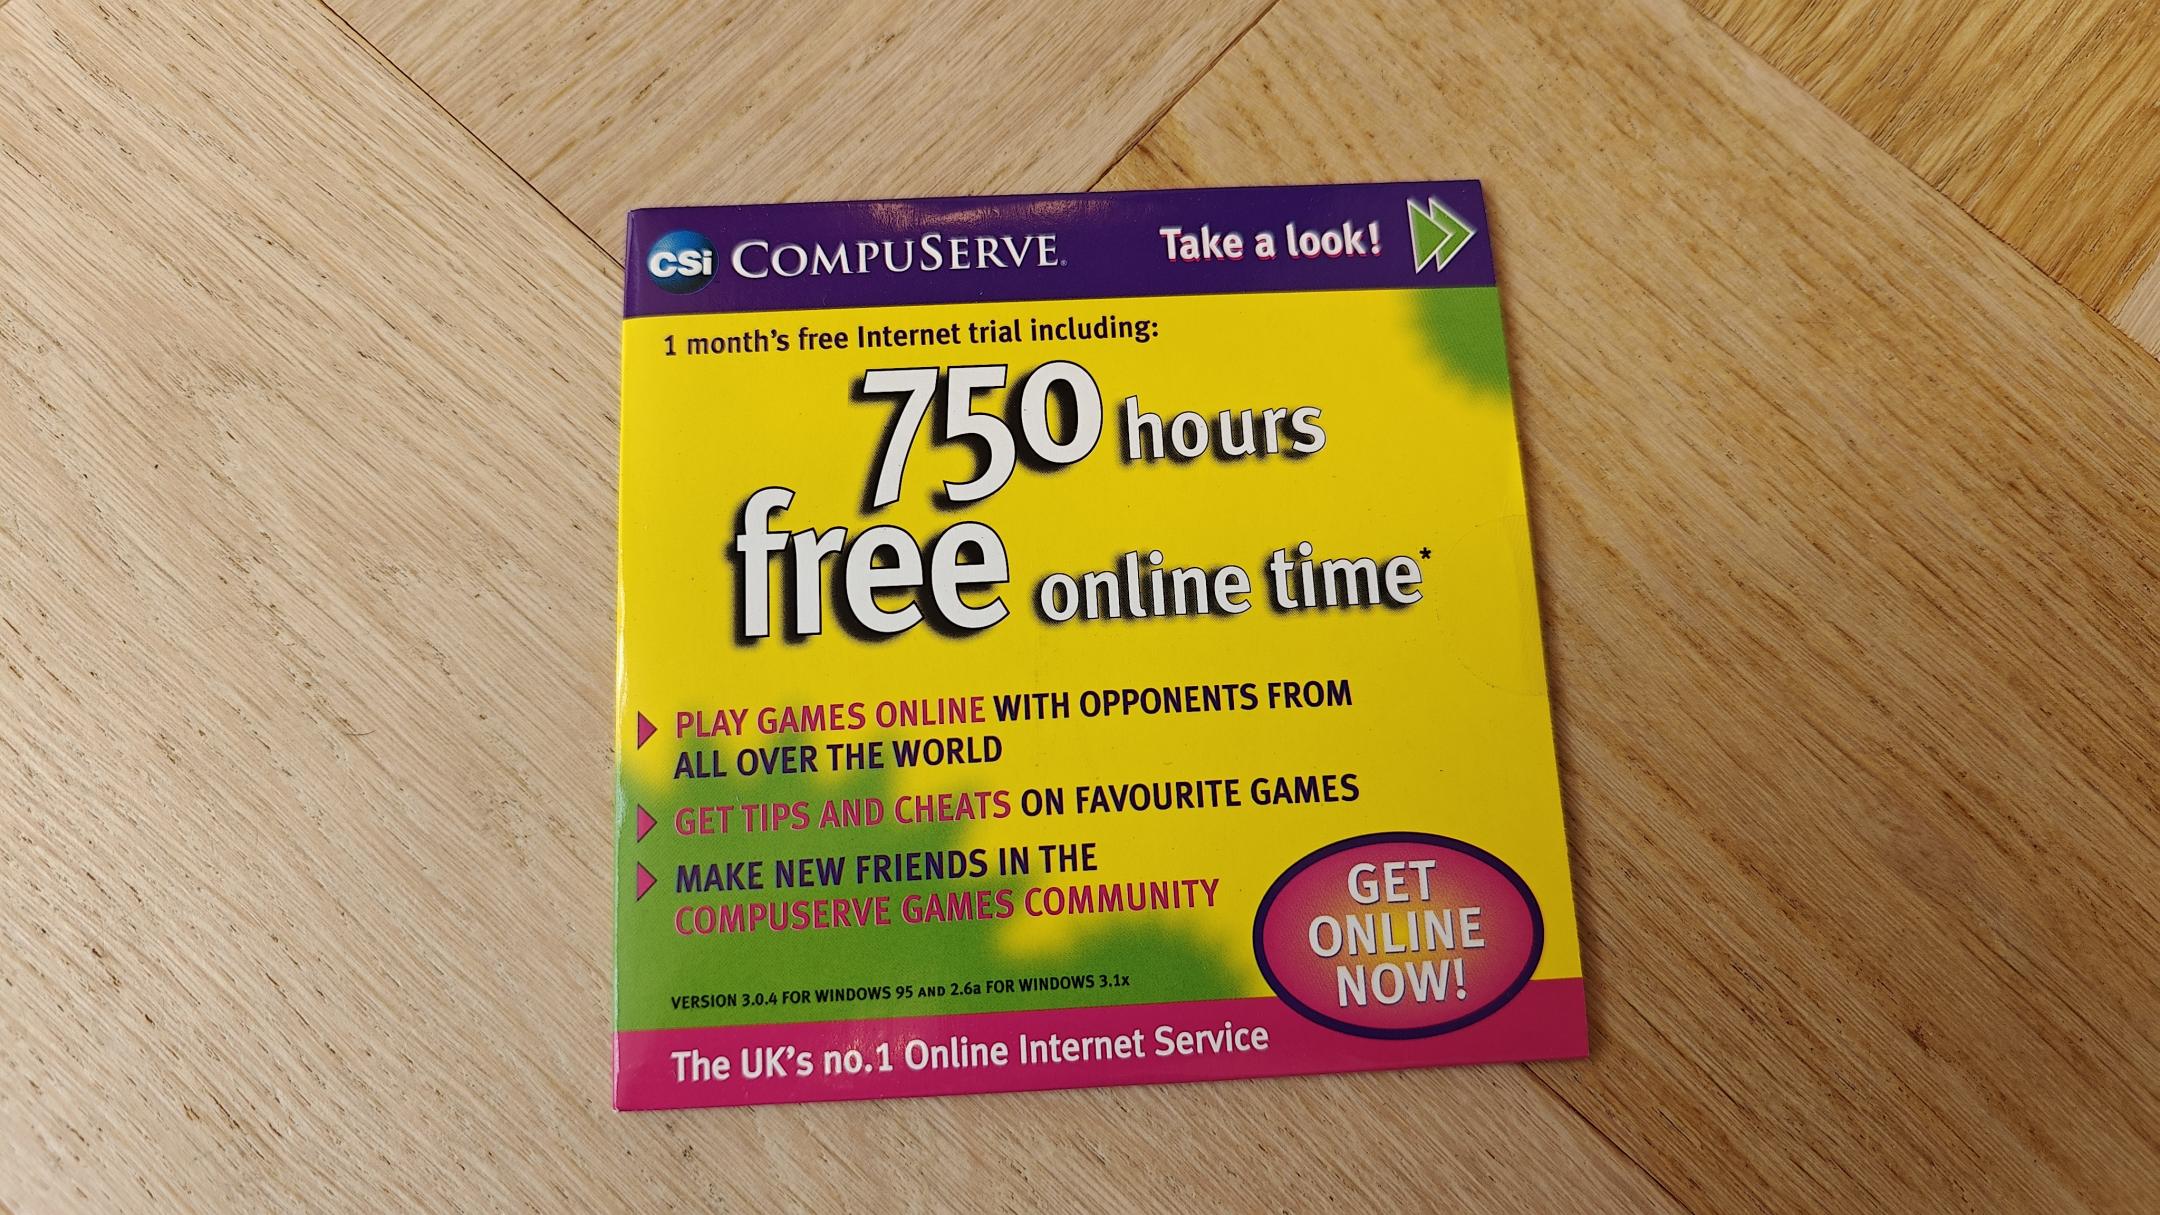 CSi COMPUSERVE®
Take a look!
1 month's free Internet trial including:
750 hours
free online time*
PLAY GAMES ONLINE WITH OPPONENTS FROM
ALL OVER THE WORLD
GET TIPS AND CHEATS ON FAVOURITE GAMES
MAKE NEW FRIENDS IN THE
COMPUSERVE GAMES COMMUNITY
GET
ONLINE
NOW!
VERSION 3.0.4 FOR WINDOWS 95 AND 2.6a FOR WINDOWS 3.1x
The UK's no.1 Online Internet Service